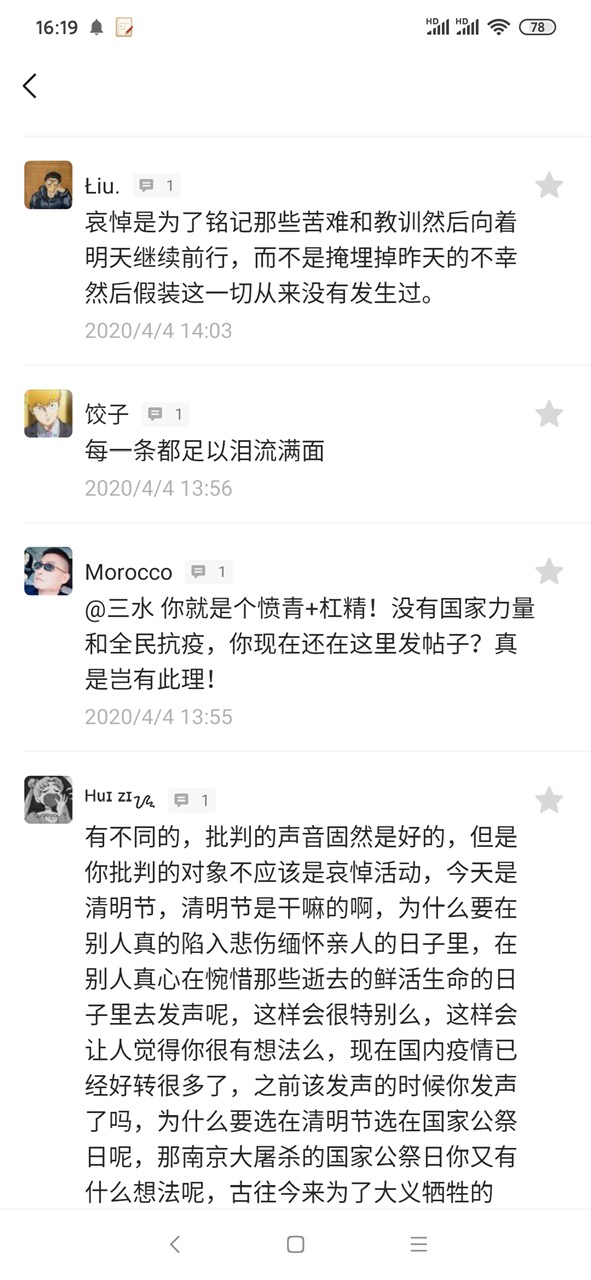 16:19 HD HD 78
Łiu. 1
哀悼是为了铭记那些苦难和教训然后向着
明天继续前行，而不是掩埋掉昨天的不幸
然后假装这一切从来没有发生过。
2020/4/4 14:03
饺子 1
每一条都足以泪流满面
2020/4/4 13:56
Morocco 1
@三水 你就是个愤青+杠精！没有国家力量
和全民抗疫，你现在还在这里发帖子？真
是岂有此理！
2020/4/4 13:55
Huɪ zɪ 1
有不同的，批判的声音固然是好的，但是
你批判的对象不应该是哀悼活动，今天是
清明节，清明节是干嘛的啊，为什么要在
别人真的陷入悲伤缅怀亲人的日子里，在
别人真心在惋惜那些逝去的鲜活生命的日
子里去发声呢，这样会很特别么，这样会
让人觉得你很有想法么，现在国内疫情已
经好转很多了，之前该发声的时候你发声
了吗，为什么要选在清明节选在国家公祭
日呢，那南京大屠杀的国家公祭日你又有
什么想法呢，古往今来为了大义牺牲的